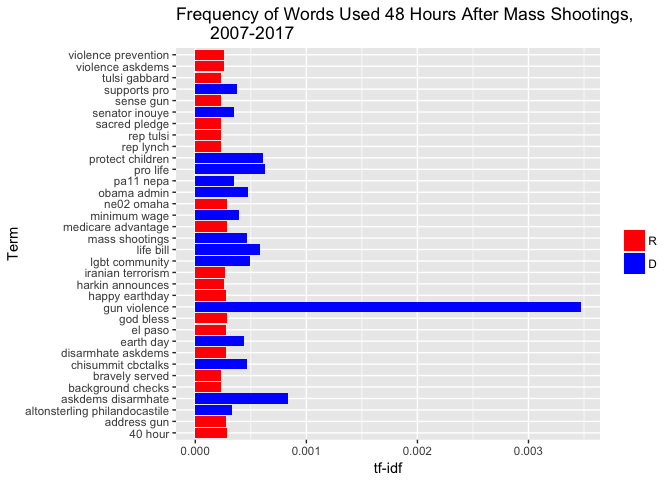 Frequency of Words Used 48 Hours After Mass Shootings,
2007-2017
violence prevention
violence askdems
tulsi gabbard
supports pro
sense gun
senator inouye
sacred pledge
rep tulsi
rep lynch
protect children
pro life
pa11 nepa
obama admin
ne02 omaha
minimum wage
medicare advantage
mass shootings
life bill
lgbt community
iranian terrorism
harkin announces
happy earthday
gun violence
god bless
el paso
earth day
disarmhate askdems
chisummit cbctalks
bravely served
background checks
askdems disarmhate
altonsterling philandocastile
address gun
40 hour
Term
0.000 0.001 0.002 0.003
tf-idf
R
D